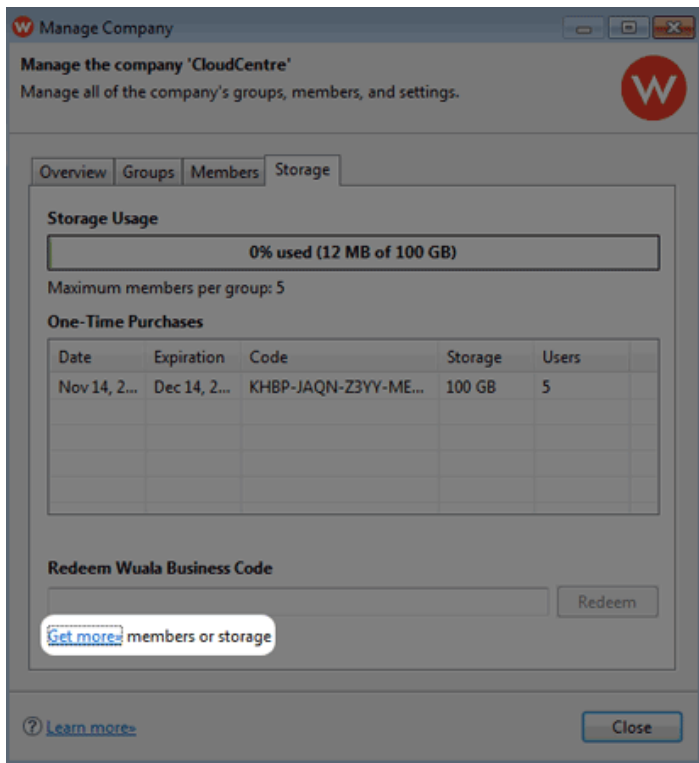 Manage Company
Manage the company 'CloudCentre'
Manage all of the company's groups, members, and settings.
W
Overview Groups Members Storage
Storage Usage
0% used (12 MB of 100 GB)
Maximum members per group: 5
One-Time Purchases
Date Expiration Code Storage Users
Nov 14, 2... Dec 14, 2... KHBP-JAQN-Z3YY-ME... 100 GB 5
Redeem Wuala Business Code
Redeem
Get more» members or storage
? Learn more» Close